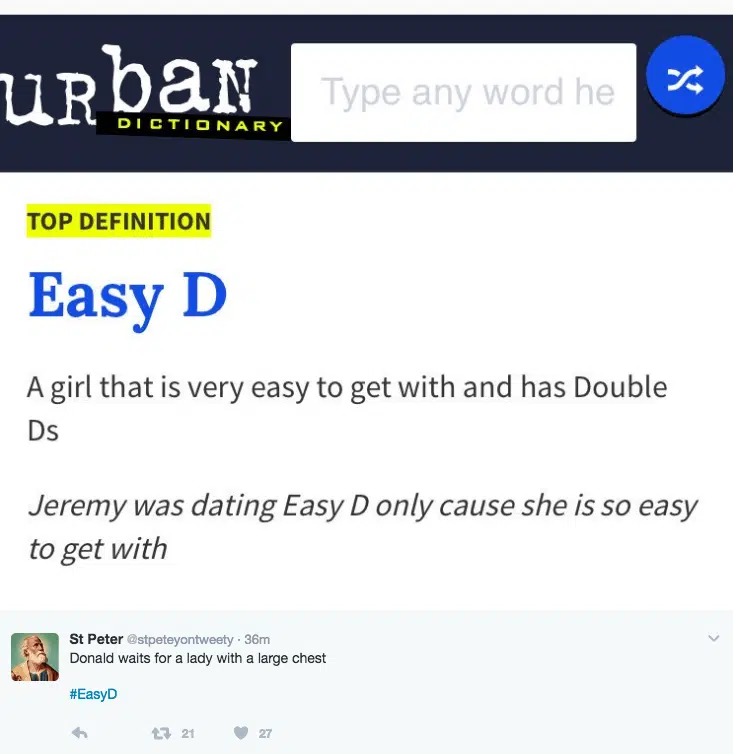 urban
DICTIONARY
Type any word he
TOP DEFINITION
Easy D
A girl that is very easy to get with and has Double
Ds
Jeremy was dating Easy D only cause she is so easy
to get with
St Peter @stpeteyontweety · 36m
Donald waits for a lady with a large chest
#EasyD
21 27